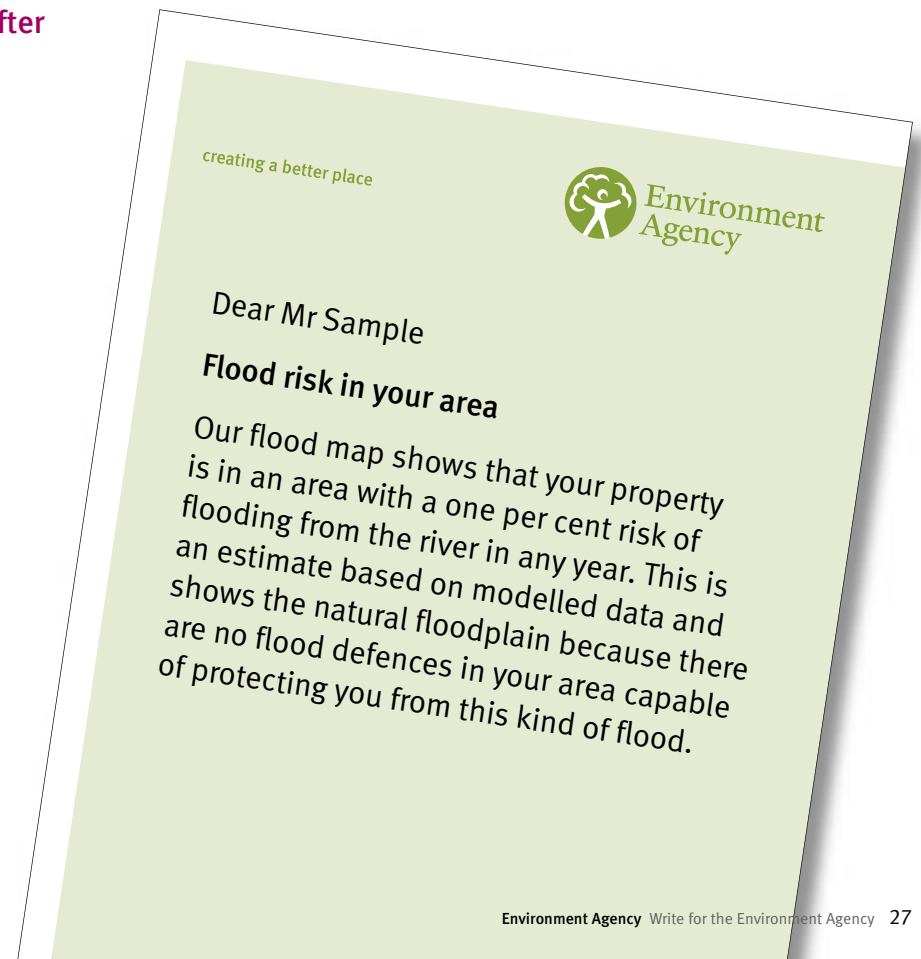 fter
creating a better place
Environment
Agency
Dear Mr Sample
Flood risk in your area
Our flood map shows that your property
is in an area with a one per cent risk of
flooding from the river in any year. This is
an estimate based on modelled data and
shows the natural floodplain because there
are no flood defences in your area capable
of protecting you from this kind of flood.
Environment Agency Write for the Environment Agency 27